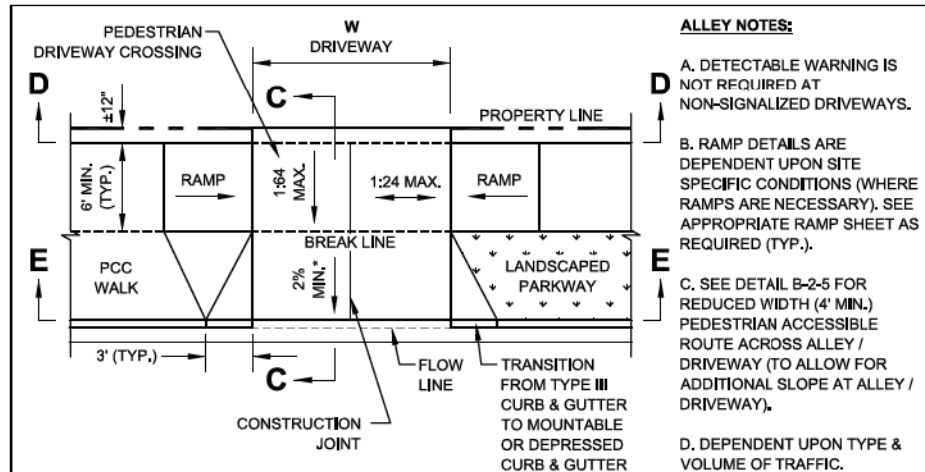 PEDESTRIAN
DRIVEWAY CROSSING
W
DRIVEWAY
C
D
D
±12"
PROPERTY LINE
6' MIN.
(TYP.)
RAMP
1:64
MAX.
1:24 MAX.
RAMP
BREAK LINE
E
E
PCC
WALK
2%
MIN.*
LANDSCAPED
PARKWAY
3' (TYP.)
C
FLOW
LINE
CONSTRUCTION
JOINT
TRANSITION
FROM TYPE III
CURB & GUTTER
TO MOUNTABLE
OR DEPRESSED
CURB & GUTTER
ALLEY NOTES:
A. DETECTABLE WARNING IS
NOT REQUIRED AT
NON-SIGNALIZED DRIVEWAYS.
B. RAMP DETAILS ARE
DEPENDENT UPON SITE
SPECIFIC CONDITIONS (WHERE
RAMPS ARE NECESSARY). SEE
APPROPRIATE RAMP SHEET AS
REQUIRED (TYP.).
C. SEE DETAIL B-2-5 FOR
REDUCED WIDTH (4' MIN.)
PEDESTRIAN ACCESSIBLE
ROUTE ACROSS ALLEY /
DRIVEWAY (TO ALLOW FOR
ADDITIONAL SLOPE AT ALLEY /
DRIVEWAY).
D. DEPENDENT UPON TYPE &
VOLUME OF TRAFFIC.